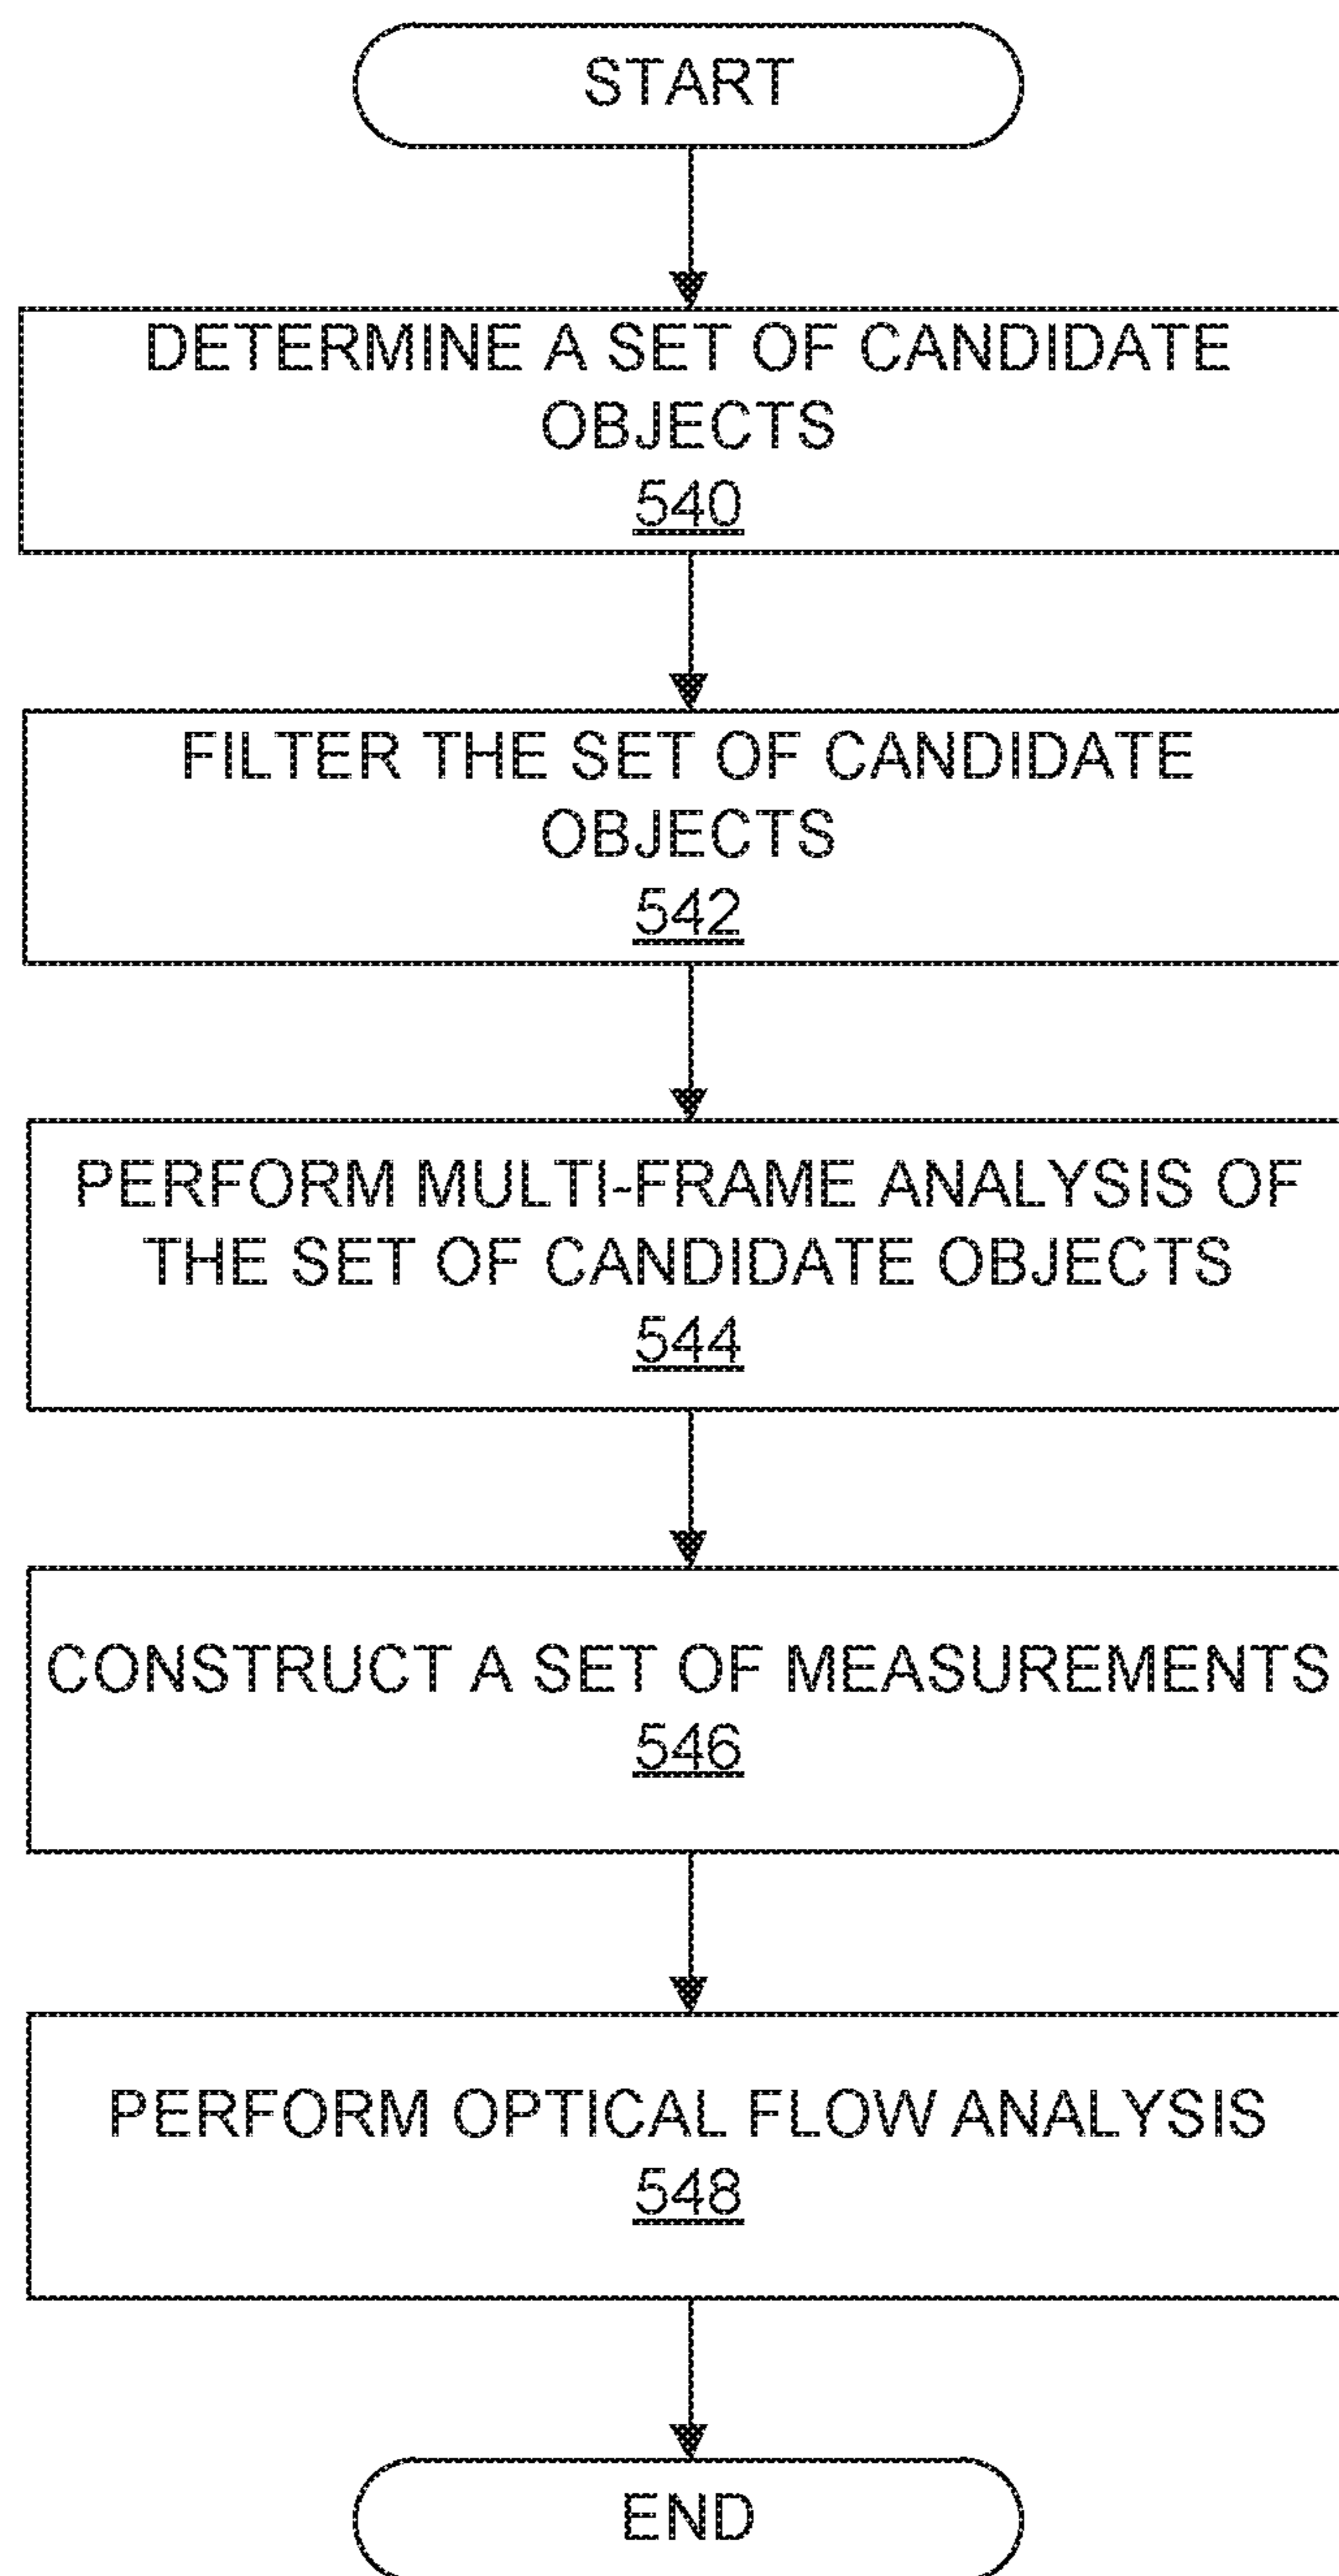 START
DETERMINE A SET OF CANDIDATE
OBJECTS
540
FILTER THE SET OF CANDIDATE
OBJECTS
542
PERFORM MULTI-FRAME ANALYSIS OF
THE SET OF CANDIDATE OBJECTS
544
CONSTRUCT A SET OF MEASUREMENTS
546
PERFORM OPTICAL FLOW ANALYSIS
548
END